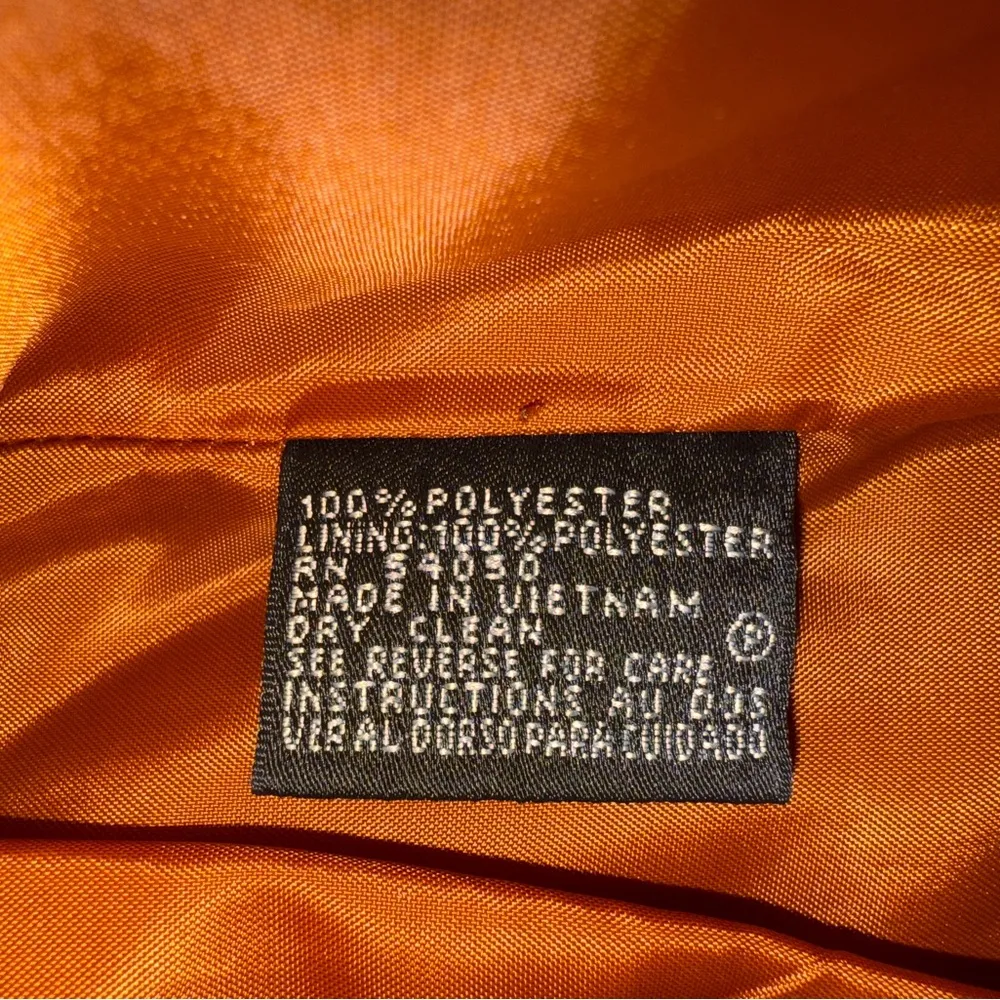 100% POLYESTER
LINING:100% POLYESTER
RN 54050
MADE IN VIETNAM
DRY CLEAN ®
SEE REVERSE FOR CARE
INSTRUCTIONS AU DOS
VER AL DORSO PARA CUIDADO